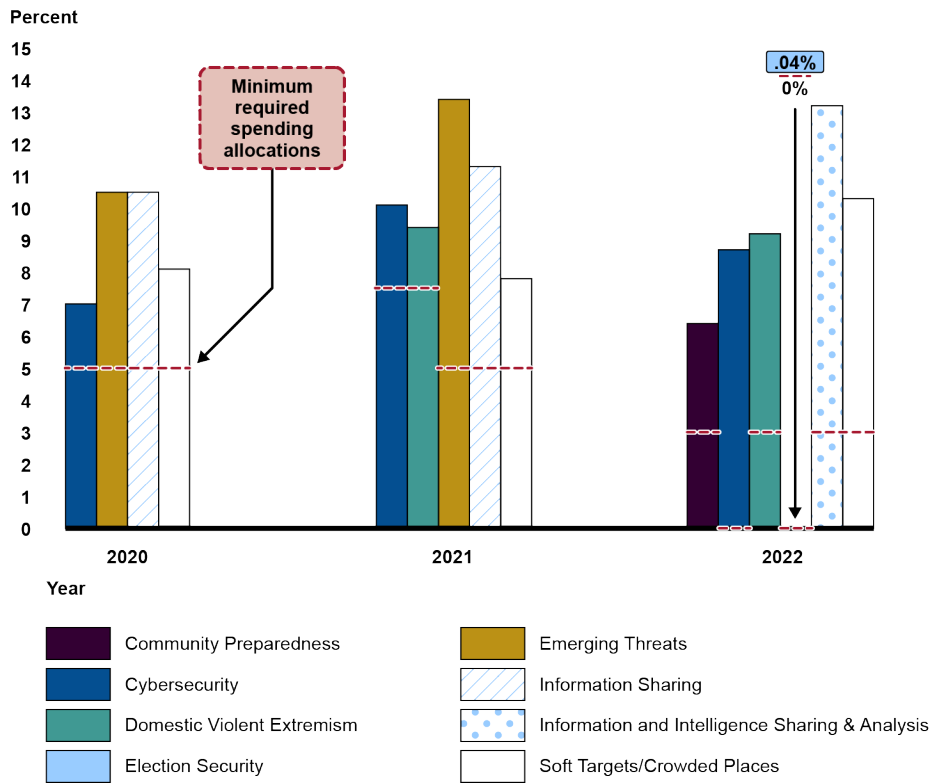 Percent
15
14
13
12
11
10
9
8
7
6
5
4
3
2
1
0
Minimum
required
spending
allocations
.04%
0%
2020
2021
2022
Year
Community Preparedness
Cybersecurity
Domestic Violent Extremism
Election Security
Emerging Threats
Information Sharing
Information and Intelligence Sharing & Analysis
Soft Targets/Crowded Places